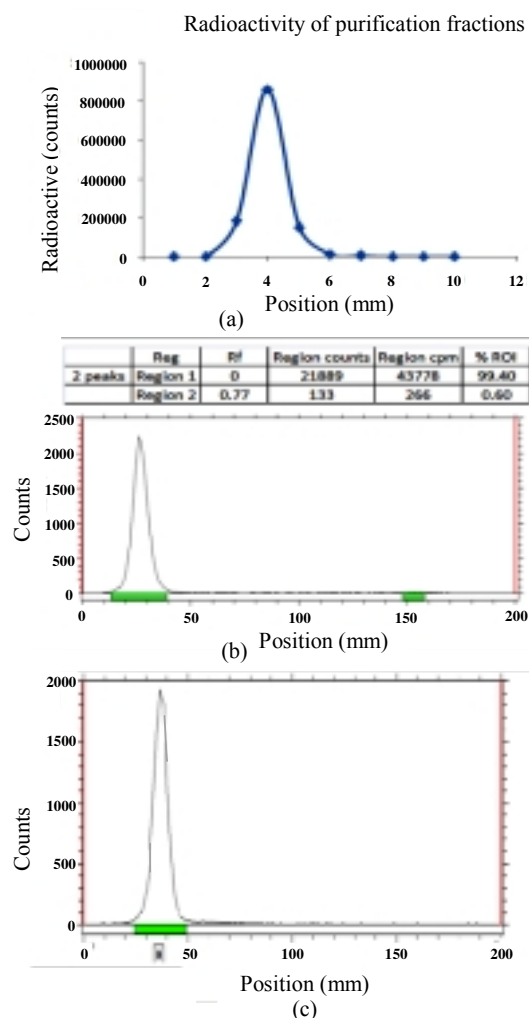 Radioactivity of purification fractions
1000000
800000
600000
400000
200000
0
Radioactive (counts)
0 2 4 6 8 10 12
Position (mm)
(a)
Reg Rf Region counts Region cpm % ROI
2 peaks Region 1 0 21889 43778 99.40
Region 2 0.77 133 266 0.60
2500
2000
1500
1000
500
0
Counts
0 50 100 150 200
Position (mm)
(b)
2000
1500
1000
500
0
Counts
0 50 100 150 200
Position (mm)
(c)